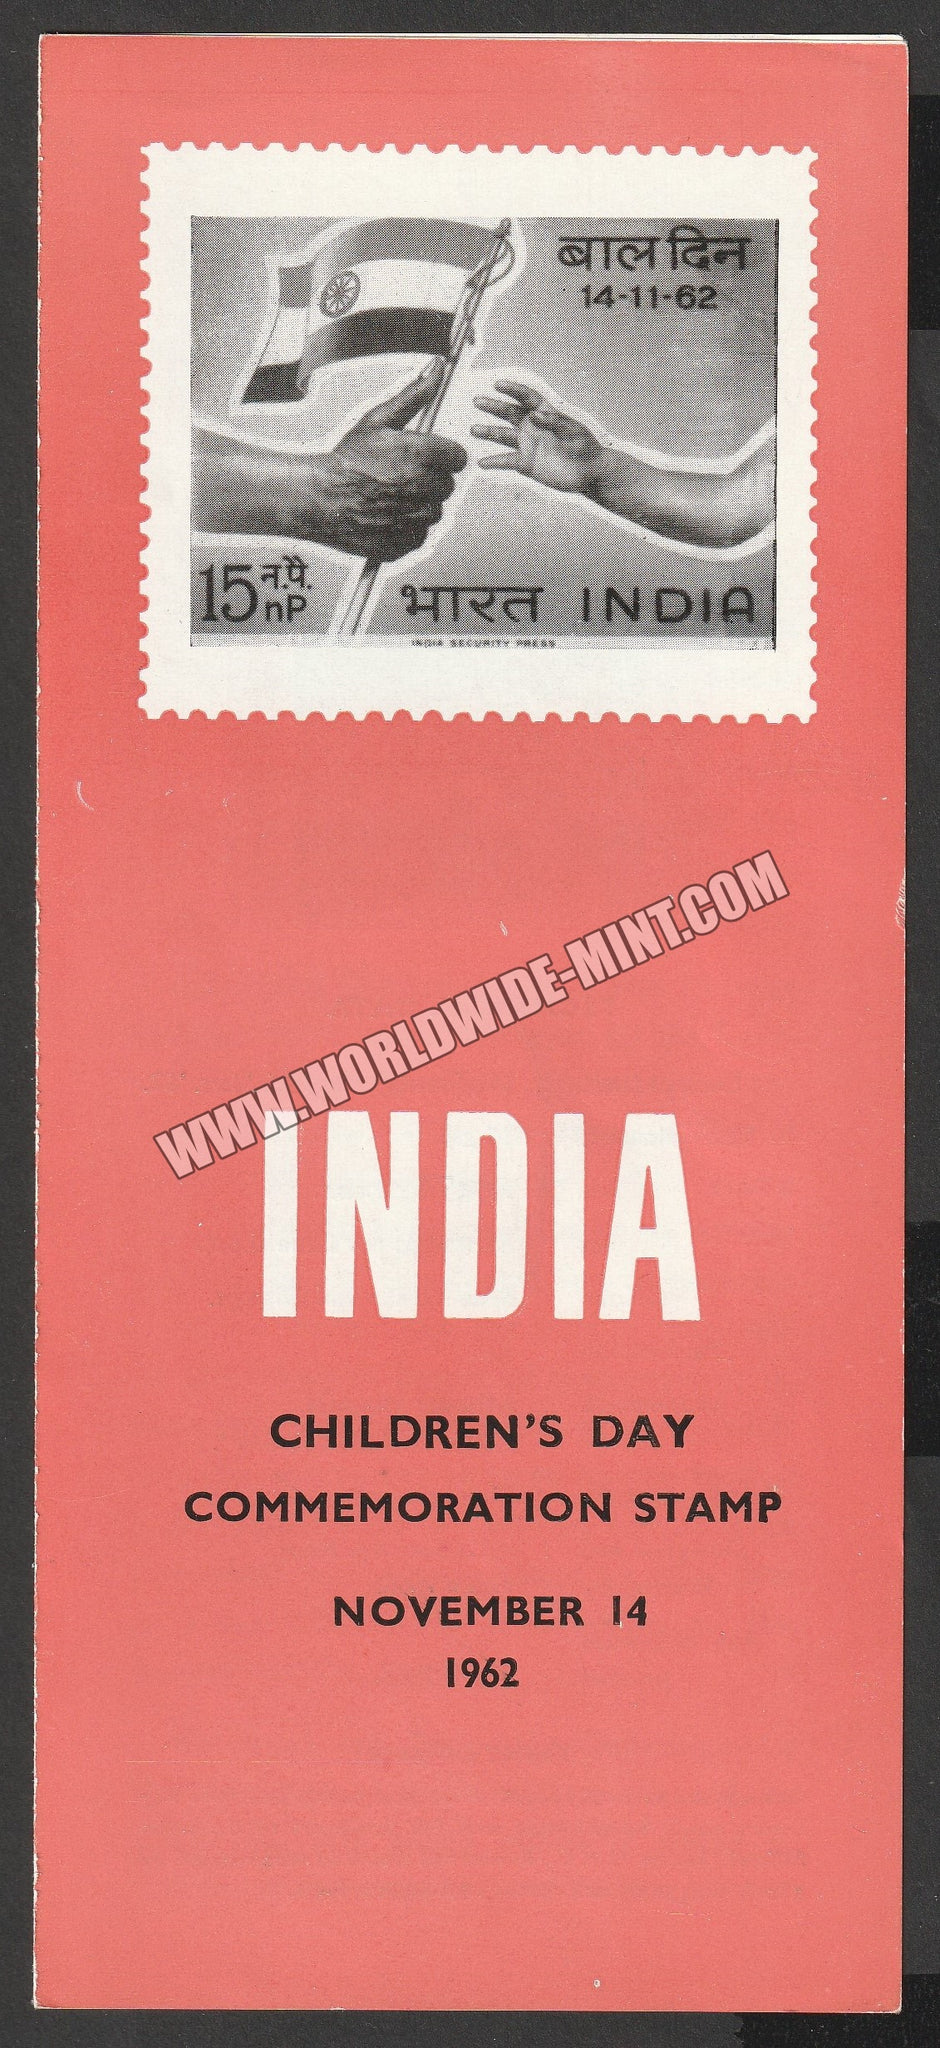 बाल दिन
14-11-62
15 न.पै.
nP
भारत INDIA
INDIA SECURITY PRESS
WWW.WORLDWIDE-MINT.COM
INDIA
CHILDREN'S DAY
COMMEMORATION STAMP
NOVEMBER 14
1962